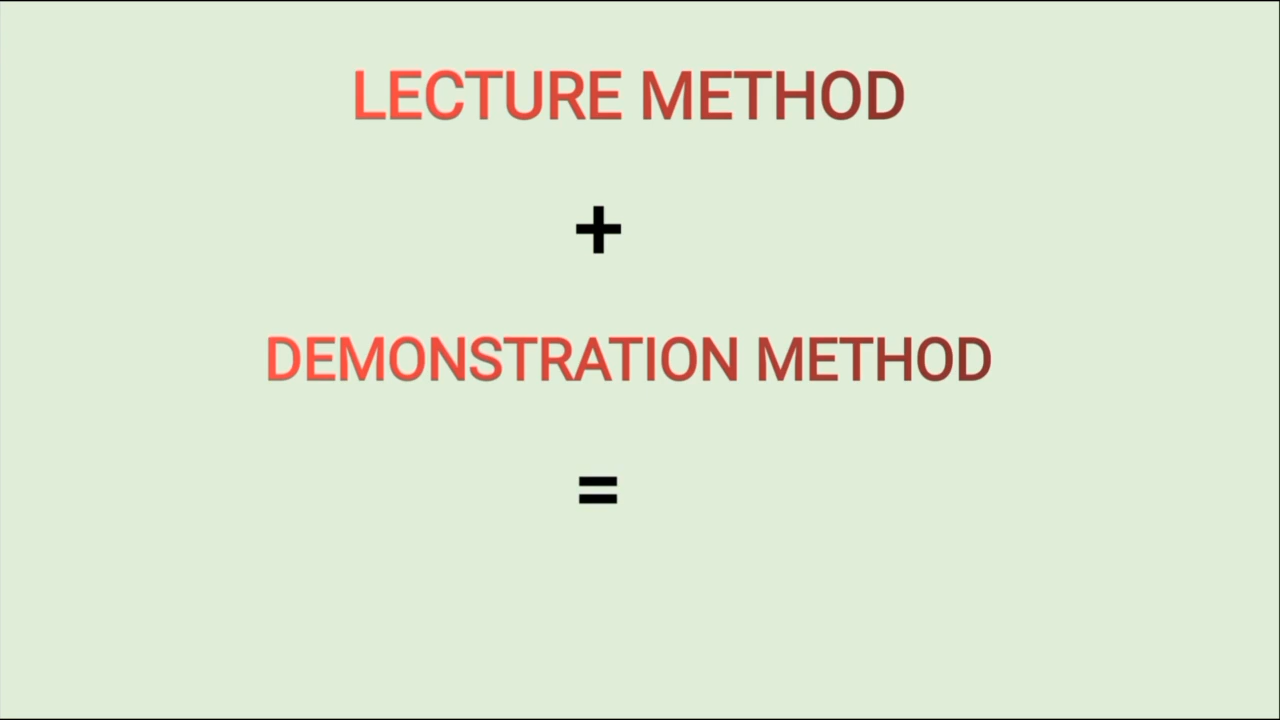 LECTURE METHOD
+
DEMONSTRATION METHOD
=